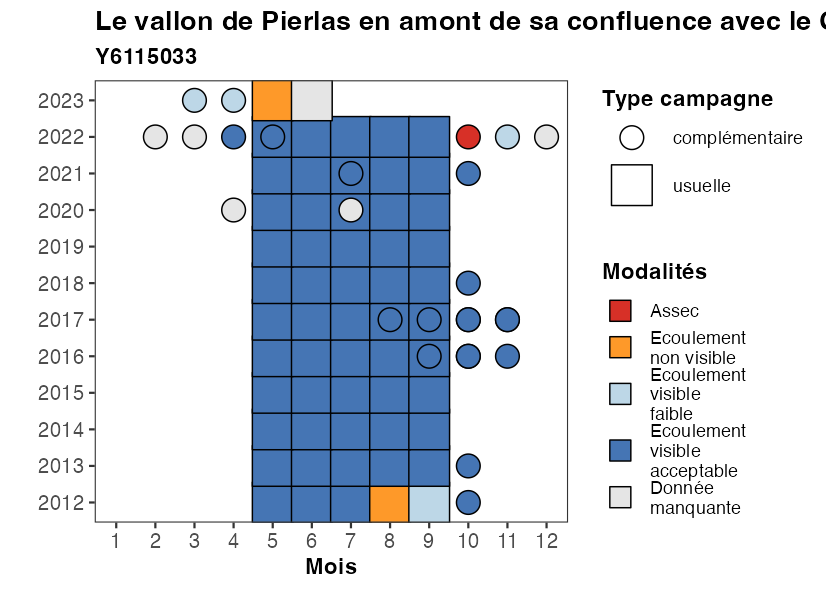 Le vallon de Pierlas en amont de sa confluence avec le
Y6115033
2023
2022
2021
2020
2019
2018
2017
2016
2015
2014
2013
2012
1 2 3 4 5 6 7 8 9 10 11 12
Mois
Type campagne
complémentaire
usuelle
Modalités
Assec
Ecoulement
non visible
Ecoulement
visible
faible
Ecoulement
visible
acceptable
Donnée
manquante